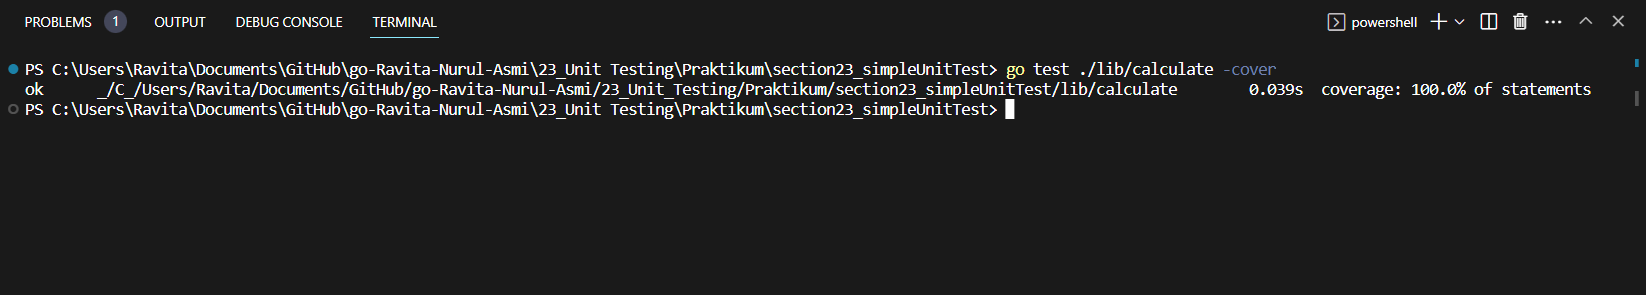 PROBLEMS 1 OUTPUT DEBUG CONSOLE TERMINAL powershell
PS C:\Users\Ravita\Documents\GitHub\go-Ravita-Nurul-Asmi\23_Unit Testing\Praktikum\section23_simpleUnitTest> go test ./lib/calculate -cover
ok _/C_/Users/Ravita/Documents/GitHub/go-Ravita-Nurul-Asmi/23_Unit_Testing/Praktikum/section23_simpleUnitTest/lib/calculate 0.039s coverage: 100.0% of statements
PS C:\Users\Ravita\Documents\GitHub\go-Ravita-Nurul-Asmi\23_Unit Testing\Praktikum\section23_simpleUnitTest>